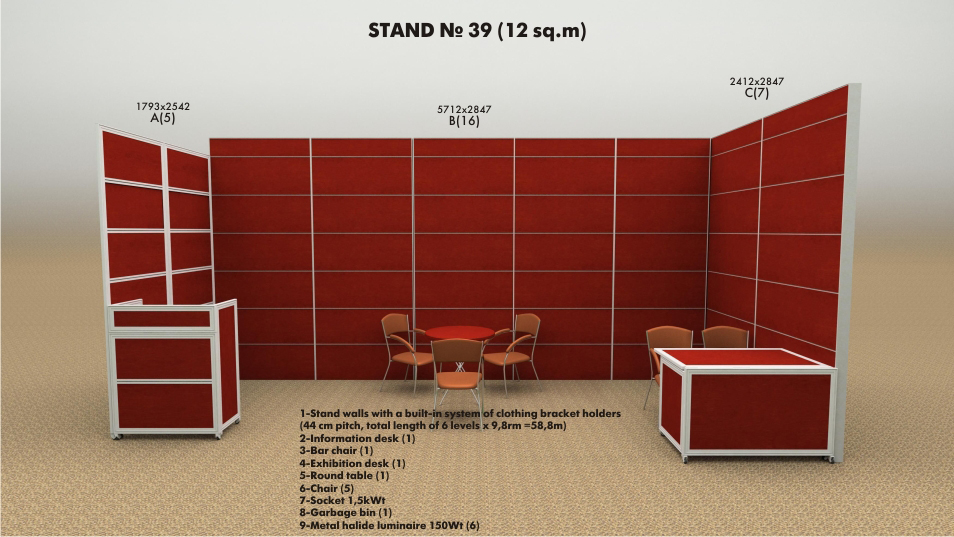 STAND № 39 (12 sq.m)
1793x2542
A(5)
5712x2847
B(16)
2412x2847
C(7)
1-Stand walls with a built-in system of clothing bracket holders
(44 cm pitch, total length of 6 levels x 9,8rm =58,8m)
2-Information desk (1)
3-Bar chair (1)
4-Exhibition desk (1)
5-Round table (1)
6-Chair (5)
7-Socket 1,5kWt
8-Garbage bin (1)
9-Metal halide luminaire 150Wt (6)